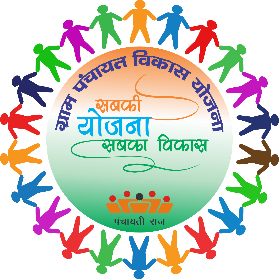 ग्राम पंचायत विकास योजना
सबकी
योजना
सबका विकास
पंचायती राज